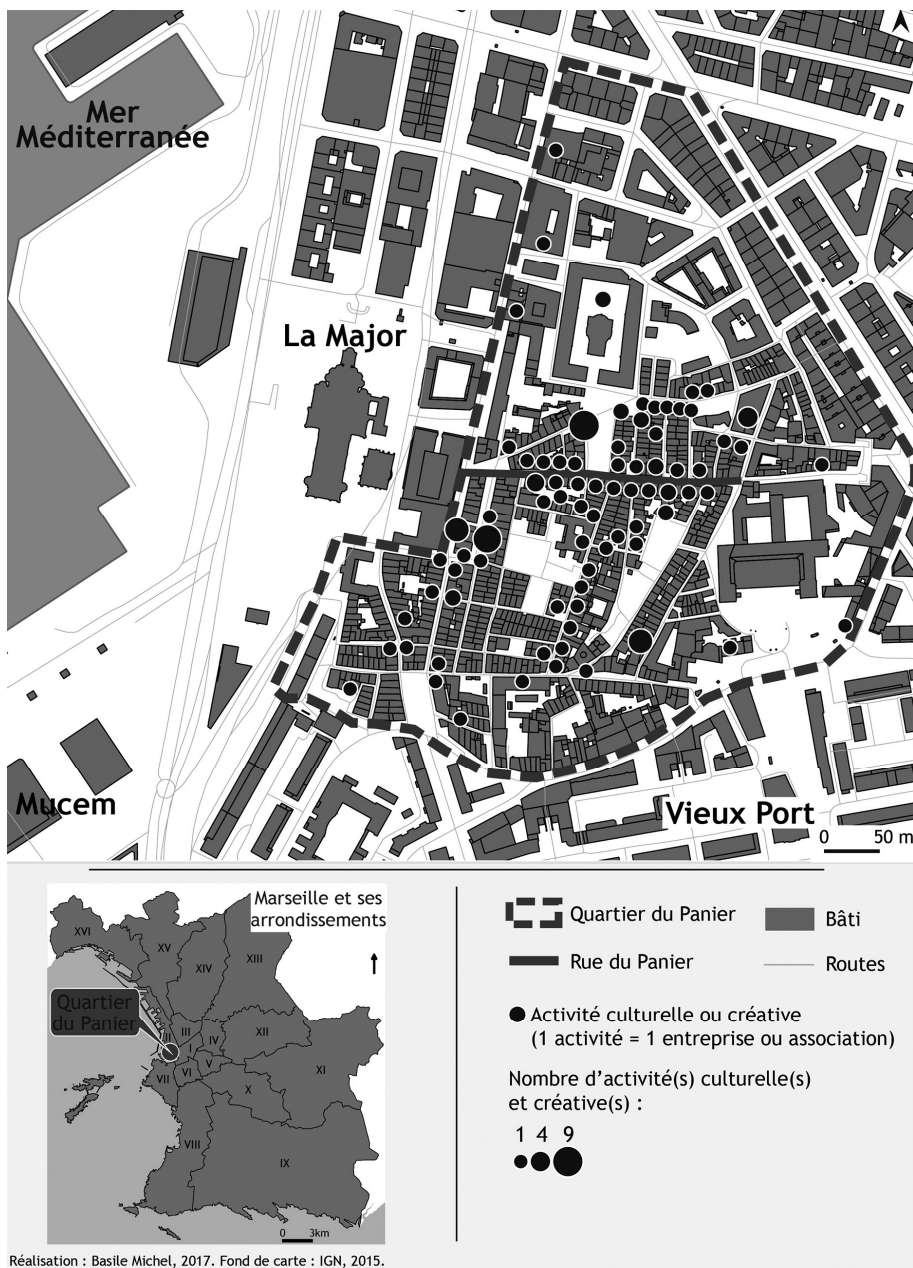 Mer
Méditerranée
La Major
Mucem
Vieux Port
0 50 m
Marseille et ses
arrondissements
XVI
XV
XIV
XIII
Quartier
du Panier
II
III
IV
XII
I
V
XI
VII
VI
X
VIII
IX
0 3km
Quartier du Panier
Bâti
Rue du Panier
Routes
Activité culturelle ou créative
(1 activité = 1 entreprise ou association)
Nombre d’activité(s) culturelle(s)
et créative(s) :
1 4 9
Réalisation : Basile Michel, 2017. Fond de carte : IGN, 2015.